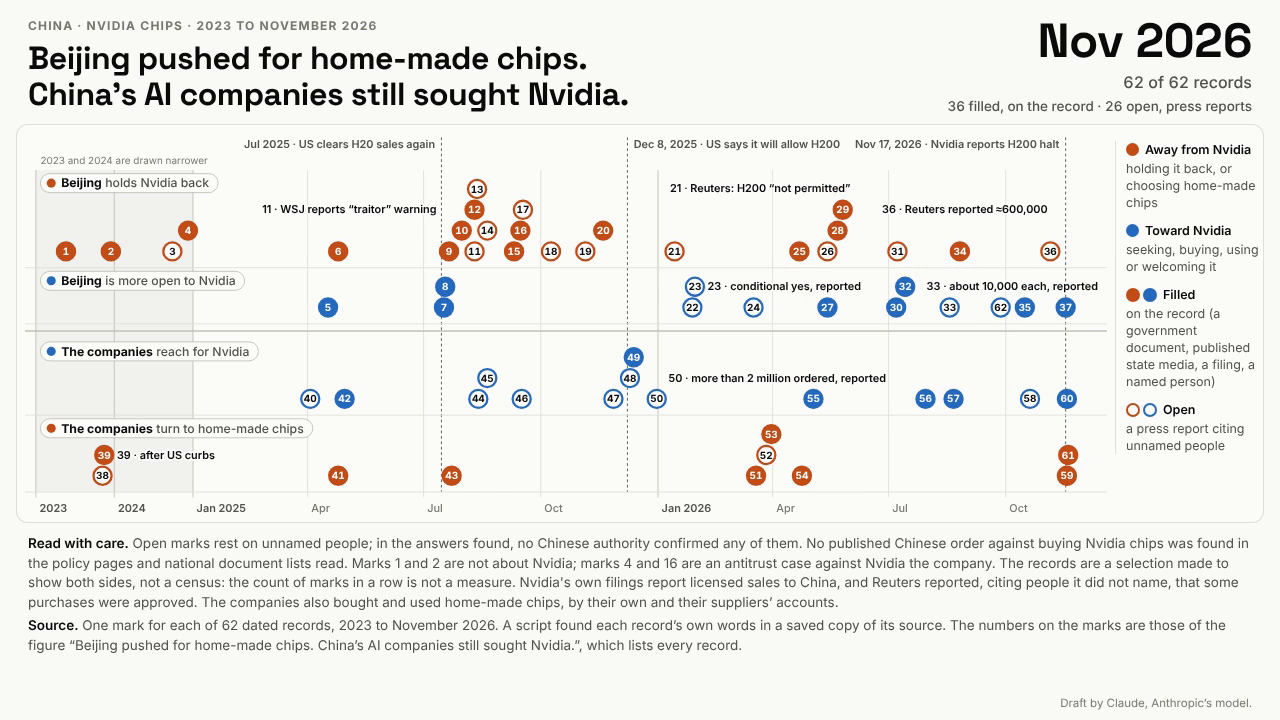 CHINA · NVIDIA CHIPS · 2023 TO NOVEMBER 2026
Beijing pushed for home-made chips.
China’s AI companies still sought Nvidia.
Nov 2026
62 of 62 records
36 filled, on the record · 26 open, press reports
Jul 2025 · US clears H20 sales again
Dec 8, 2025 · US says it will allow H200
Nov 17, 2026 · Nvidia reports H20 halt
2023 and 2024 are drawn narrower
Beijing holds Nvidia back
13
21 · Reuters: H200 “not permitted”
11 · WSJ reports “traitor” warning
12
17
29
36 · Reuters reported ≈600,000
4
10
14
16
20
28
1
2
3
6
9
11
15
18
19
21
25
26
31
34
36
Beijing is more open to Nvidia
8
23
23 · conditional yes, reported
32
33 · about 10,000 each, reported
5
7
22
24
27
30
33
62
35
37
The companies reach for Nvidia
49
45
48
50 · more than 2 million ordered, reported
40
42
44
46
47
50
55
56
57
58
60
The companies turn to home-made chips
53
39
39 · after US curbs
52
61
38
41
43
51
54
59
2023
2024
Jan 2025
Apr
Jul
Oct
Jan 2026
Apr
Jul
Oct
Away from Nvidia
holding it back, or
choosing home-made
chips
Toward Nvidia
seeking, buying, using
or welcoming it
Filled
on the record (a
government
document, published
state media, a filing, a
named person)
Open
a press report citing
unnamed people
Read with care. Open marks rest on unnamed people; in the answers found, no Chinese authority confirmed any of them. No published Chinese order against buying Nvidia chips was found in
the policy pages and national document lists read. Marks 1 and 2 are not about Nvidia; marks 4 and 16 are an antitrust case against Nvidia the company. The records are a selection made to
show both sides, not a census: the count of marks in a row is not a measure. Nvidia's own filings report licensed sales to China, and Reuters reported, citing people it did not name, that some
purchases were approved. The companies also bought and used home-made chips, by their own and their suppliers’ accounts.
Source. One mark for each of 62 dated records, 2023 to November 2026. A script found each record’s own words in a saved copy of its source. The numbers on the marks are those of the
figure “Beijing pushed for home-made chips. China’s AI companies still sought Nvidia.”, which lists every record.
Draft by Claude, Anthropic’s model.